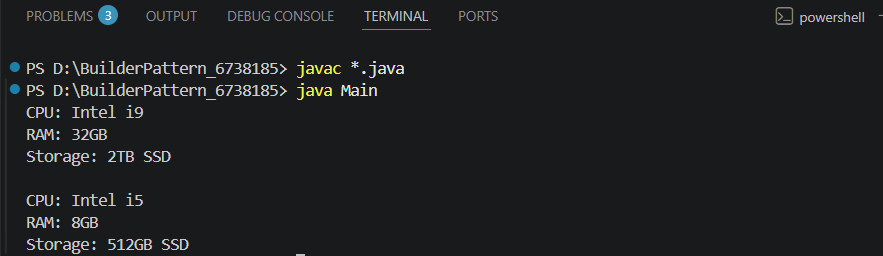 PROBLEMS 3 OUTPUT DEBUG CONSOLE TERMINAL PORTS powershell
PS D:\BuilderPattern_6738185> javac *.java
PS D:\BuilderPattern_6738185> java Main
CPU: Intel i9
RAM: 32GB
Storage: 2TB SSD
CPU: Intel i5
RAM: 8GB
Storage: 512GB SSD